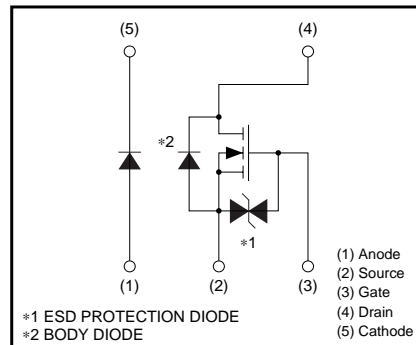 (5) (4)
∗2
∗1
(1) (2) (3)
(1) Anode
(2) Source
(3) Gate
(4) Drain
(5) Cathode
∗1 ESD PROTECTION DIODE
∗2 BODY DIODE